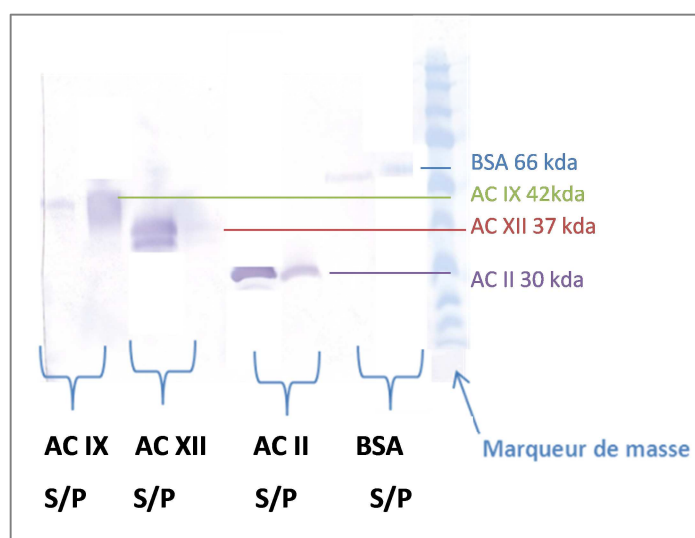 BSA 66 kda
AC IX 42kda
AC XII 37 kda
AC II 30 kda
AC IX AC XII AC II BSA
Marqueur de masse
S/P S/P S/P S/P